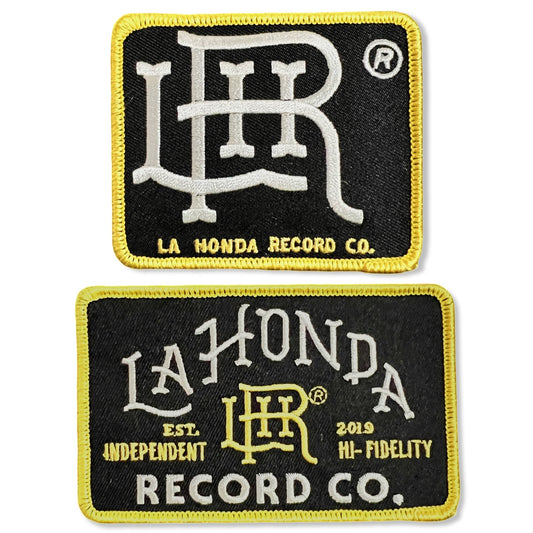 LHR ®
LA HONDA RECORD CO.
LA HONDA
EST. LHR ® 2019
INDEPENDENT HI-FIDELITY
RECORD CO.